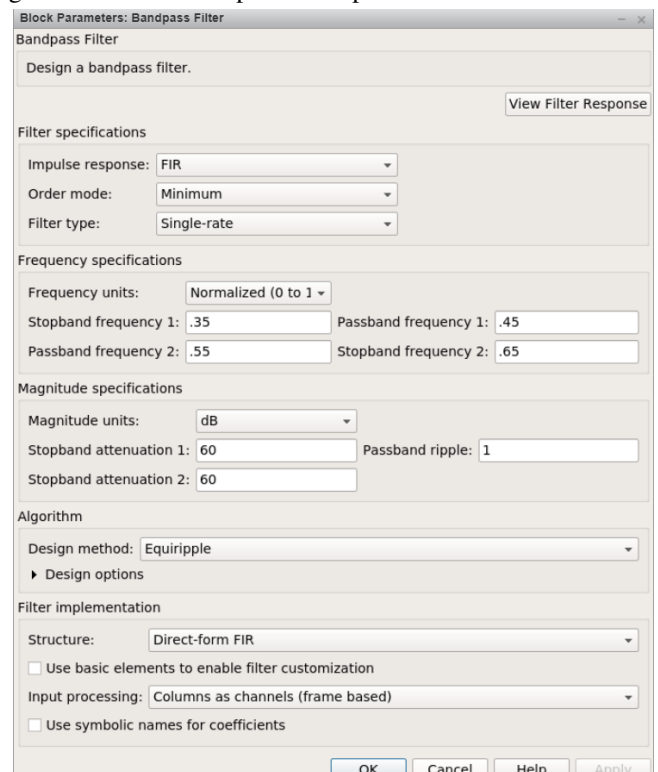 Block Parameters: Bandpass Filter
Bandpass Filter
Design a bandpass filter.
View Filter Response
Filter specifications
Impulse response: FIR
Order mode: Minimum
Filter type: Single-rate
Frequency specifications
Frequency units: Normalized (0 to 1
Stopband frequency 1: .35 Passband frequency 1: .45
Passband frequency 2: .55 Stopband frequency 2: .65
Magnitude specifications
Magnitude units: dB
Stopband attenuation 1: 60 Passband ripple: 1
Stopband attenuation 2: 60
Algorithm
Design method: Equiripple
Design options
Filter implementation
Structure: Direct-form FIR
Use basic elements to enable filter customization
Input processing: Columns as channels (frame based)
Use symbolic names for coefficients
OK Cancel Help Apply